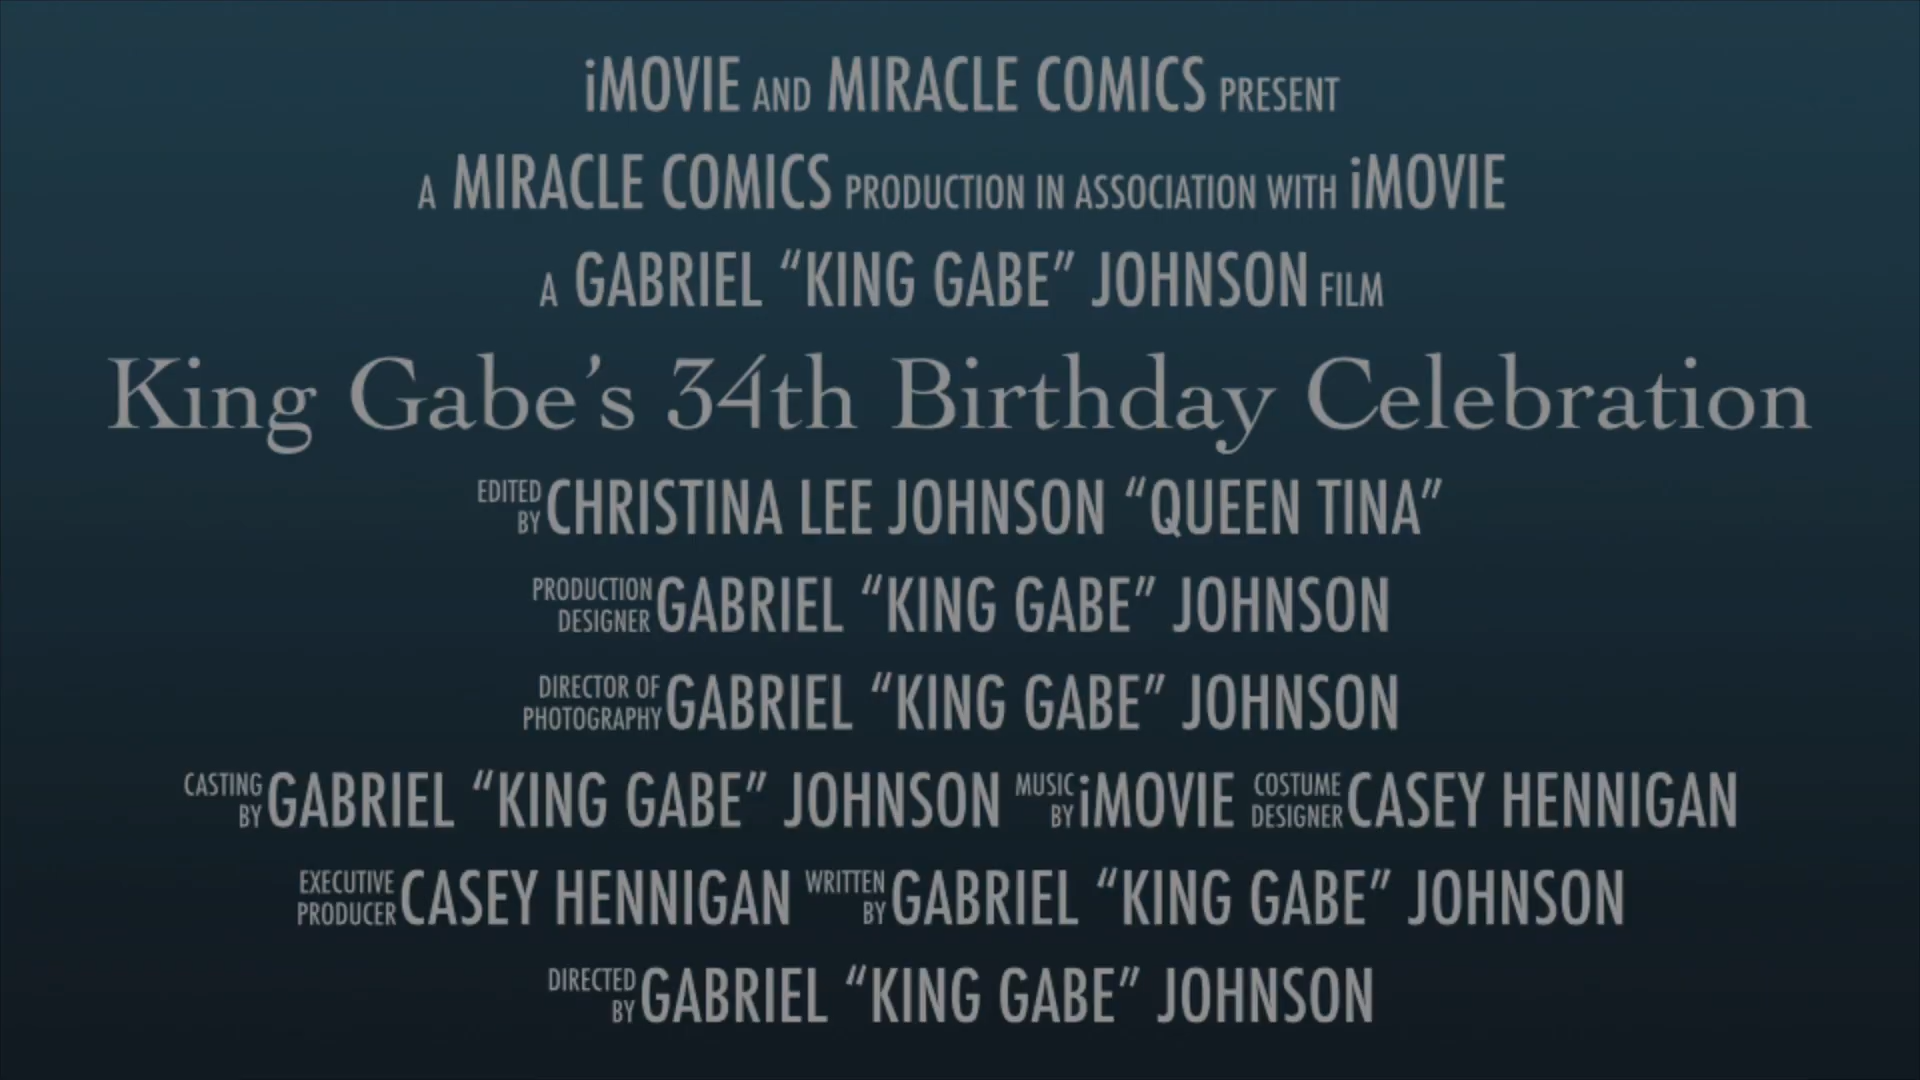 iMOVIE AND MIRACLE COMICS PRESENT
A MIRACLE COMICS PRODUCTION IN ASSOCIATION WITH iMOVIE
A GABRIEL “KING GABE” JOHNSON FILM
King Gabe’s 34th Birthday Celebration
EDITED BY CHRISTINA LEE JOHNSON “QUEEN TINA”
PRODUCTION DESIGNER GABRIEL “KING GABE” JOHNSON
DIRECTOR OF PHOTOGRAPHY GABRIEL “KING GABE” JOHNSON
CASTING BY GABRIEL “KING GABE” JOHNSON MUSIC BY iMOVIE COSTUME DESIGNER CASEY HENNIGAN
EXECUTIVE PRODUCER CASEY HENNIGAN WRITTEN BY GABRIEL “KING GABE” JOHNSON
DIRECTED BY GABRIEL “KING GABE” JOHNSON